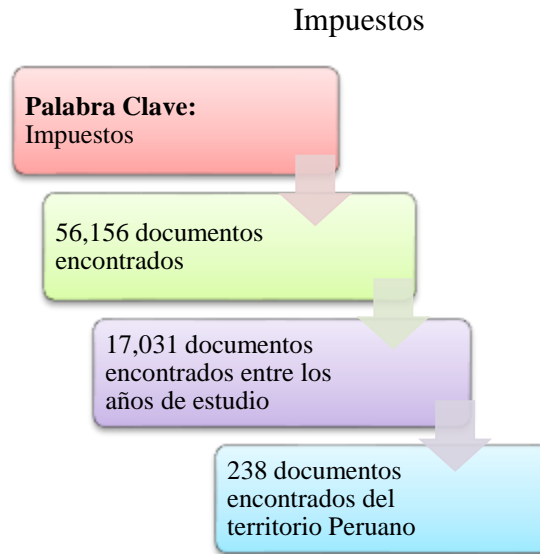 Impuestos
Palabra Clave:
Impuestos
56,156 documentos
encontrados
17,031 documentos
encontrados entre los
años de estudio
238 documentos
encontrados del
territorio Peruano